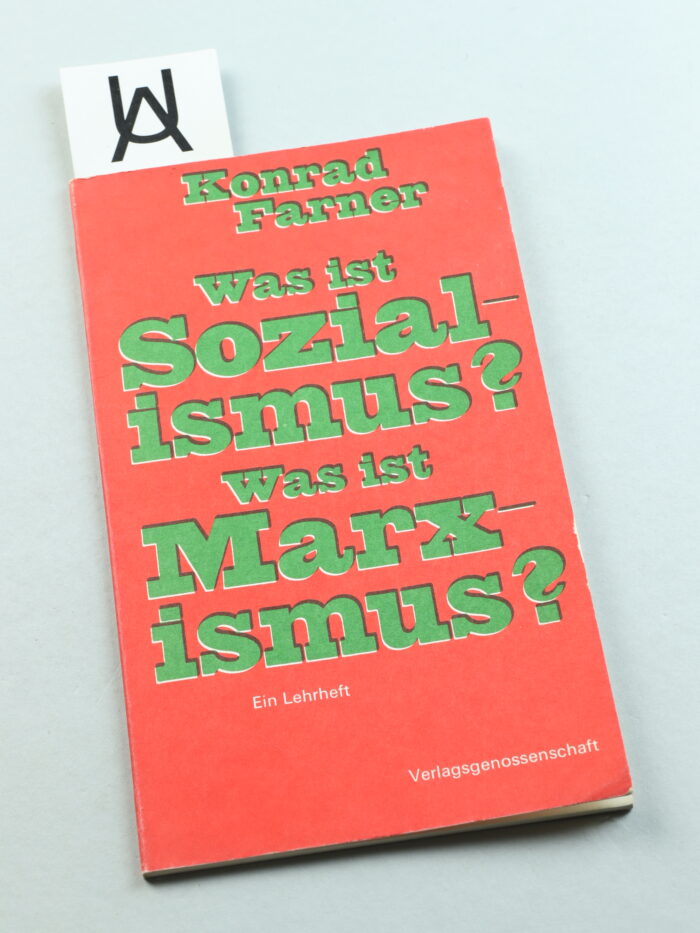 Konrad
Farner
Was ist
Sozial-
ismus?
Was ist
Marx-
ismus?
Ein Lehrheft
Verlagsgenossenschaft